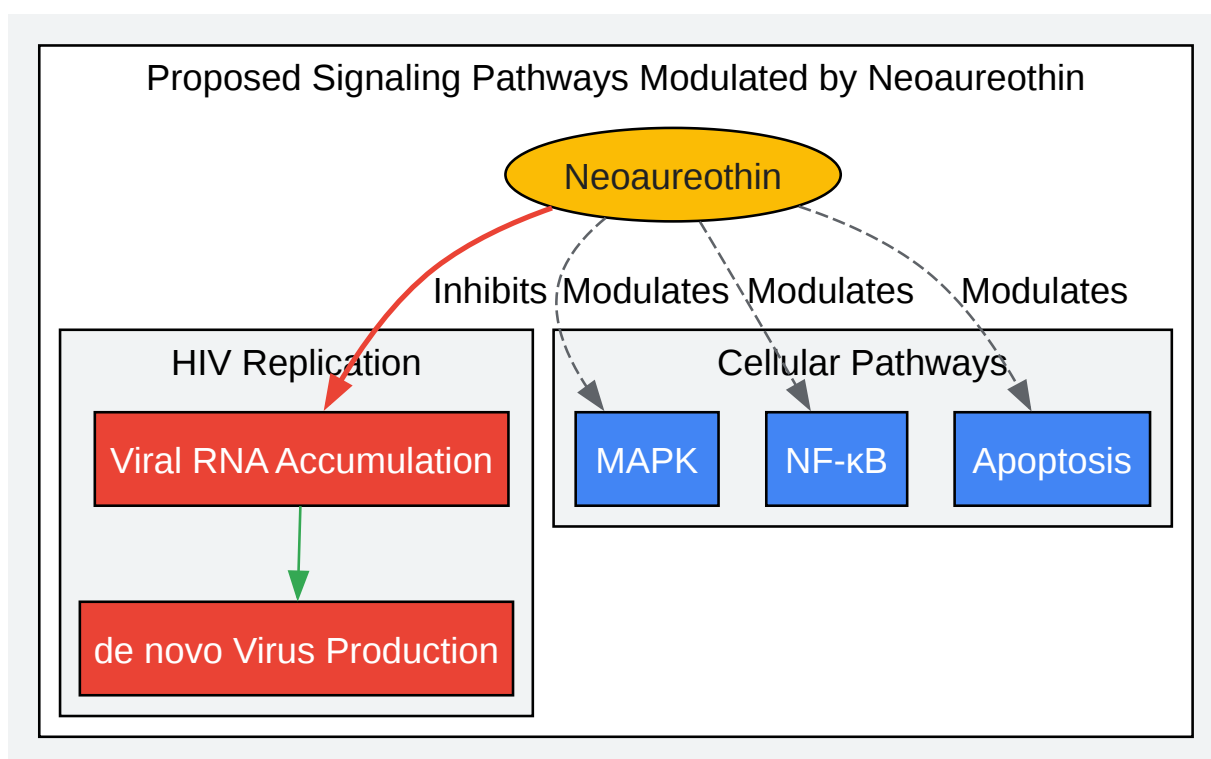 Proposed Signaling Pathways Modulated by Neoaureothin
Neoaureothin
Inhibits
Modulates
Modulates
Modulates
HIV Replication
Cellular Pathways
Viral RNA Accumulation
MAPK
NF-κB
Apoptosis
de novo Virus Production